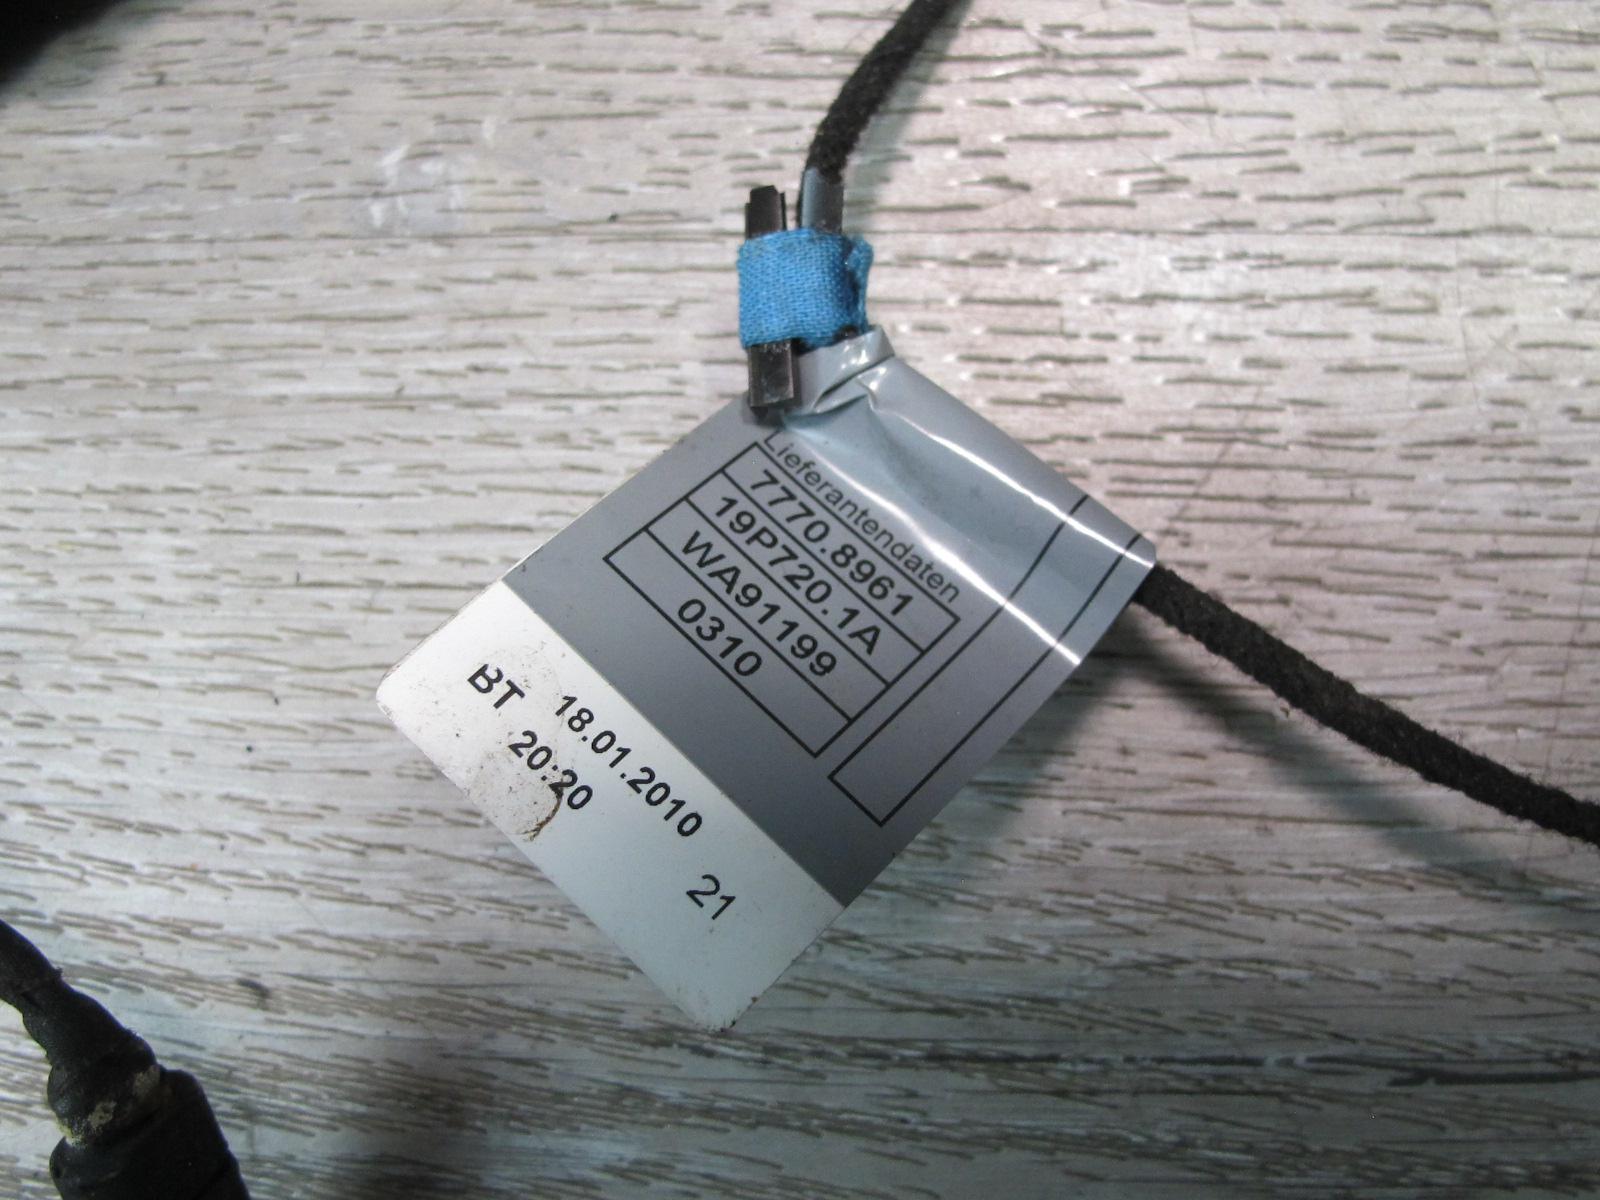 Lieferantendaten
7770.8961
19P720.1A
WA91199
0310
BT 18.01.2010
20:20
21